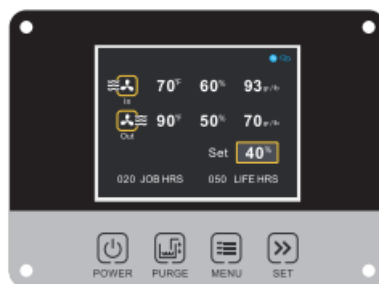 70°F 60% 93gr/lb
In
90°F 50% 70gr/lb
Out
Set 40%
020 JOB HRS 050 LIFE HRS
POWER PURGE MENU SET